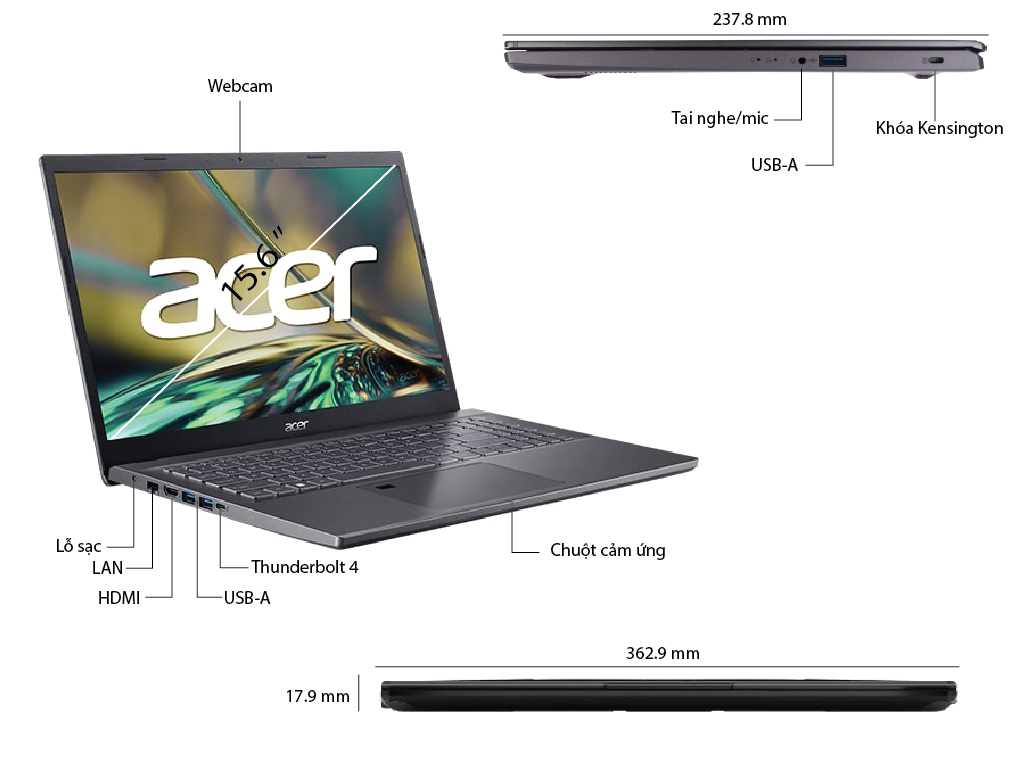 237.8 mm
Webcam
Tai nghe/mic
Khóa Kensington
USB-A
15.6"
acer
acer
Lỗ sạc
LAN
HDMI
Thunderbolt 4
USB-A
Chuột cảm ứng
362.9 mm
17.9 mm